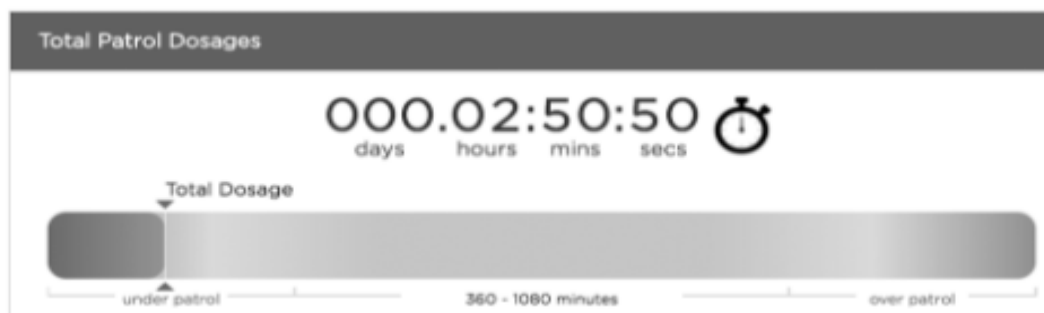 Total Patrol Dosages
000.02:50:50
days hours mins secs
Total Dosage
under patrol 360 - 1080 minutes over patrol